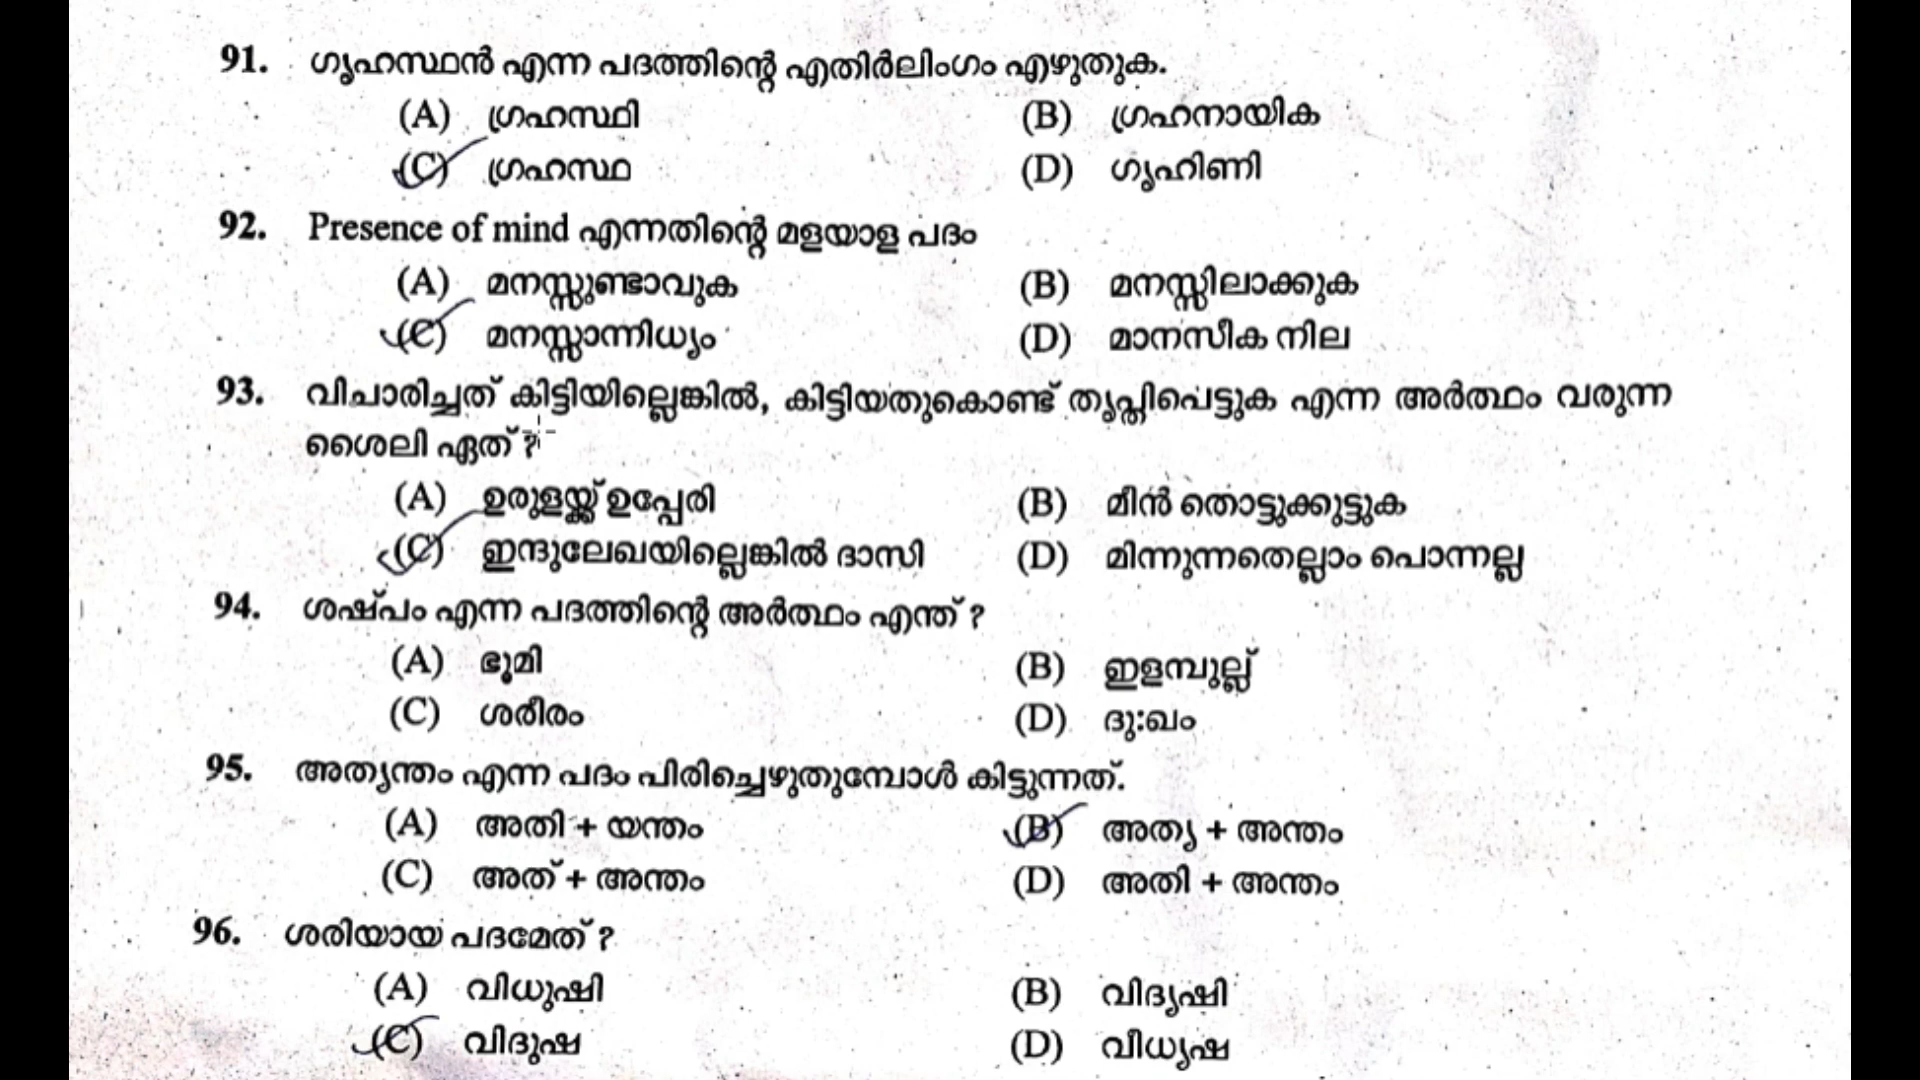 91. ഗൃഹസ്ഥൻ എന്ന പദത്തിന്റെ എതിർലിംഗം എഴുതുക.
(A) ഗ്രഹസ്ഥി (B) ഗ്രഹനായിക
(C) ഗ്രഹസ്ഥ (D) ഗൃഹിണി
92. Presence of mind എന്നതിന്റെ മളയാള പദം
(A) മനസ്സുണ്ടാവുക (B) മനസ്സിലാക്കുക
(C) മനസ്സാന്നിധ്യം (D) മാനസീക നില
93. വിചാരിച്ചത് കിട്ടിയില്ലെങ്കിൽ, കിട്ടിയതുകൊണ്ട് തൃപ്തിപെട്ടുക എന്ന അർത്ഥം വരുന്ന
ശൈലി ഏത് ?
(A) ഉരുളയ്ക്ക് ഉപ്പേരി (B) മീൻ തൊട്ടുക്കുട്ടുക
(C) ഇന്ദുലേഖയില്ലെങ്കിൽ ദാസി (D) മിന്നുന്നതെല്ലാം പൊന്നല്ല
94. ശഷ്പം എന്ന പദത്തിന്റെ അർത്ഥം എന്ത് ?
(A) ഭൂമി (B) ഇളമ്പുല്ല്
(C) ശരീരം (D) ദുഃഖം
95. അത്യന്തം എന്ന പദം പിരിച്ചെഴുതുമ്പോൾ കിട്ടുന്നത്.
(A) അതി + യന്തം (B) അത്യ + അന്തം
(C) അത് + അന്തം (D) അതി + അന്തം
96. ശരിയായ പദമേത് ?
(A) വിധുഷി (B) വിദൃഷി
(C) വിദുഷ (D) വീധൃഷ